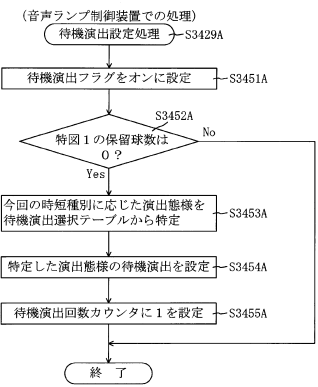 (音声ランプ制御装置での処理)
待機演出設定処理 S3429A
待機演出フラグをオンに設定 S3451A
S3452A
特図1の保留球数は
0?
No
Yes
今回の時短種別に応じた演出態様を
待機演出選択テーブルから特定
S3453A
特定した演出態様の待機演出を設定 S3454A
待機演出回数カウンタに1を設定 S3455A
終 了